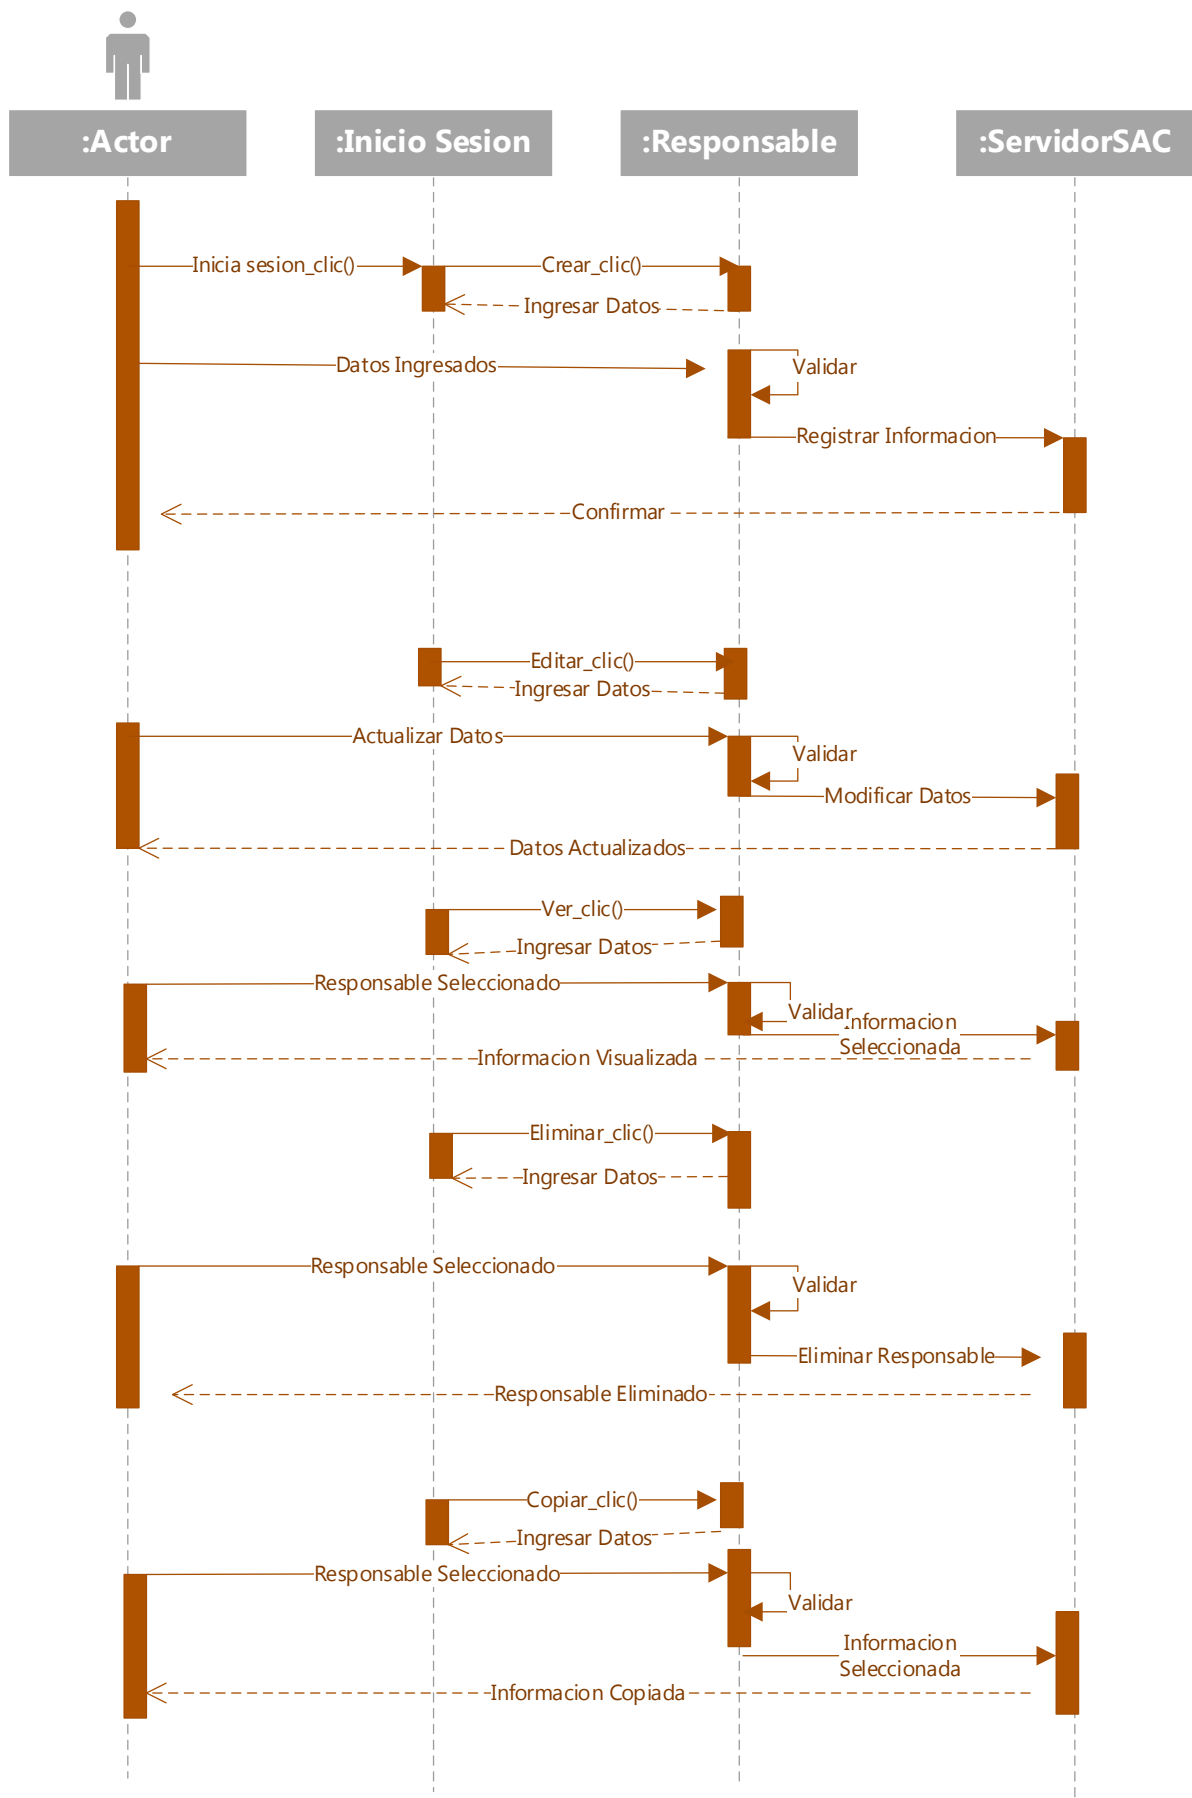 :Actor
:Inicio Sesion
:Responsable
:ServidorSAC
Inicia sesion_clic()
Crear_clic()
Ingresar Datos
Datos Ingresados
Validar
Registrar Informacion
Confirmar
Editar_clic()
Ingresar Datos
Actualizar Datos
Validar
Modificar Datos
Datos Actualizados
Ver_clic()
Ingresar Datos
Responsable Seleccionado
Validar
Informacion
Seleccionada
Informacion Visualizada
Eliminar_clic()
Ingresar Datos
Responsable Seleccionado
Validar
Eliminar Responsable
Responsable Eliminado
Copiar_clic()
Ingresar Datos
Responsable Seleccionado
Validar
Informacion
Seleccionada
Informacion Copiada